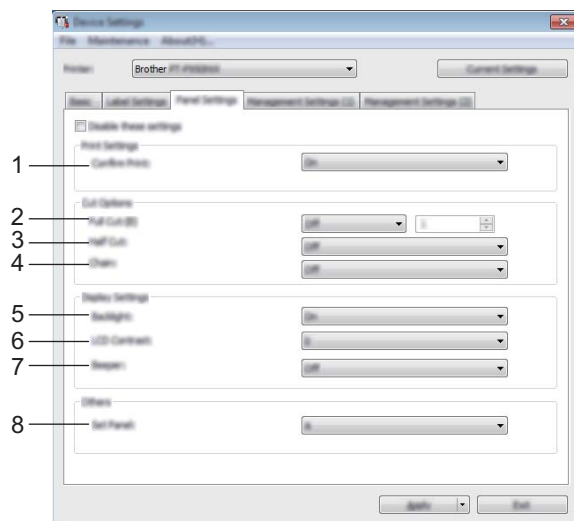 Device Settings
File Maintenance About(H)...
Printer: Brother Current Settings
Basic Label Settings Panel Settings Management Settings (1) Management Settings (2)
Disable these settings
Print Settings
1 Confirm Print: On
Cut Options
2 Full Cut Off 1
3 Half Cut: Off
4 Chain: Off
Display Settings
5 Backlight: On
6 LCD Contrast: 0
7 Beeper: Off
Others
8 Set Panel:
Apply Exit